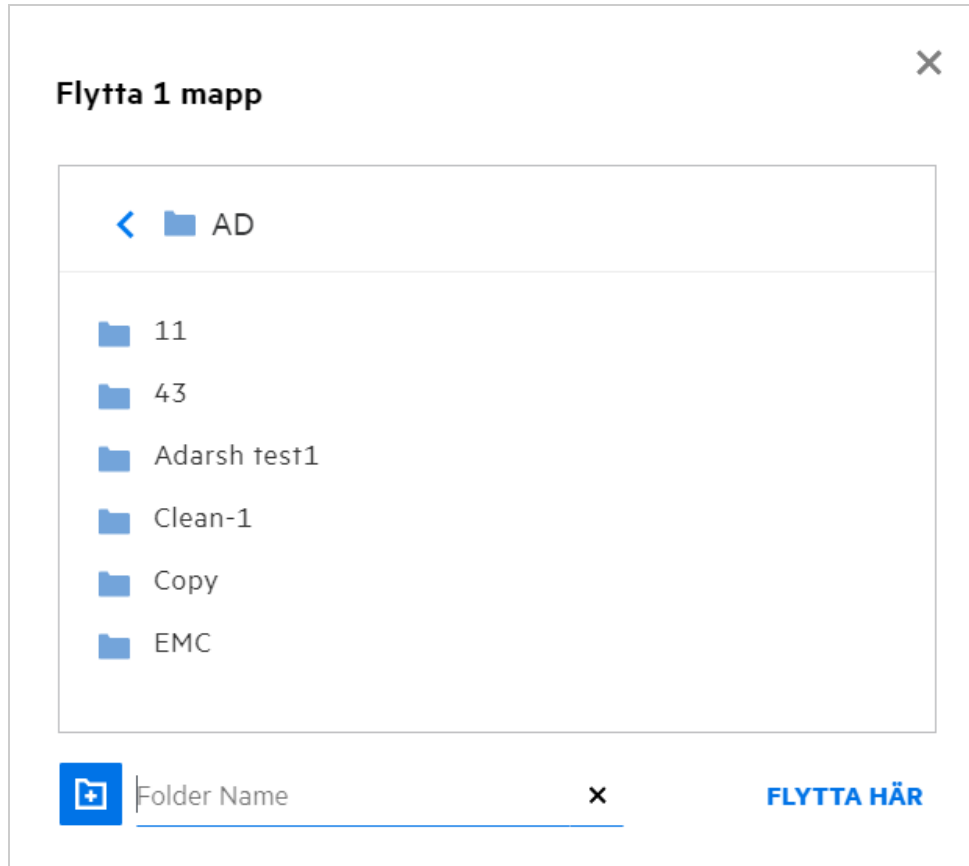 Flytta 1 mapp
AD
11
43
Adarsh test1
Clean-1
Copy
EMC
Folder Name
FLYTTA HÄR